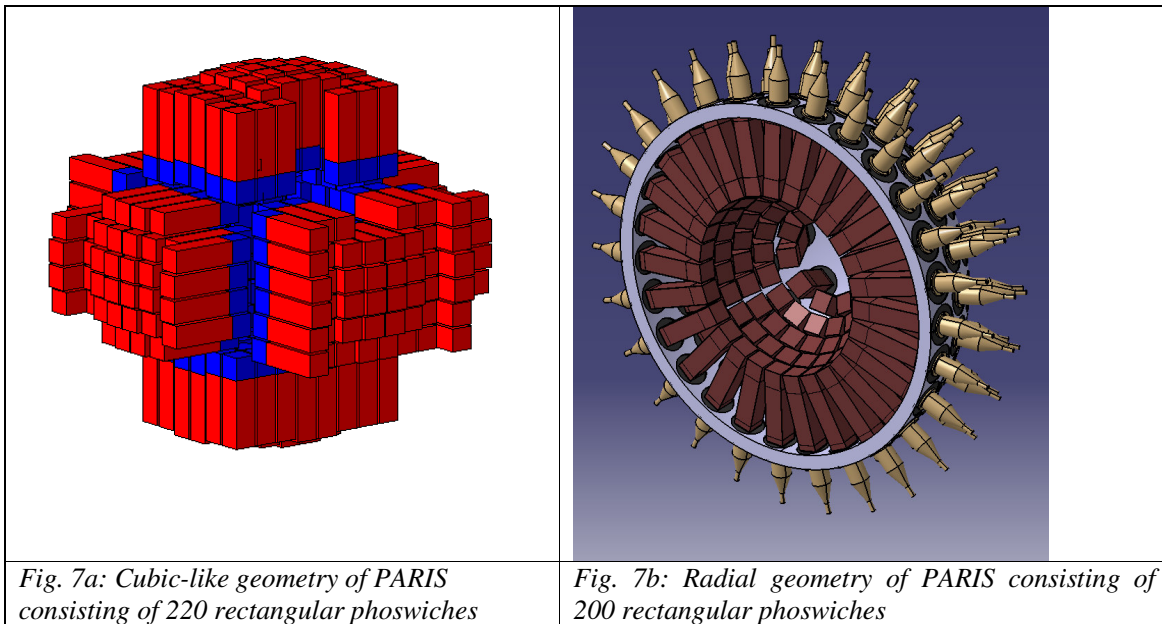 Fig. 7a: Cubic-like geometry of PARIS
consisting of 220 rectangular phoswiches
Fig. 7b: Radial geometry of PARIS consisting of
200 rectangular phoswiches